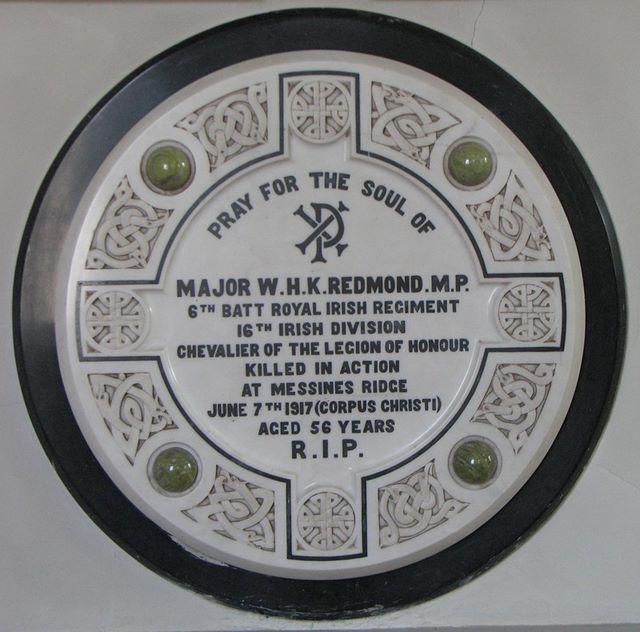 PRAY FOR THE SOUL OF
MAJOR W.H.K.REDMOND.M.P.
6TH BATT ROYAL IRISH REGIMENT
16TH IRISH DIVISION
CHEVALIER OF THE LEGION OF HONOUR
KILLED IN ACTION
AT MESSINES RIDGE
JUNE 7TH 1917 (CORPUS CHRISTI)
AGED 56 YEARS
R.I.P.